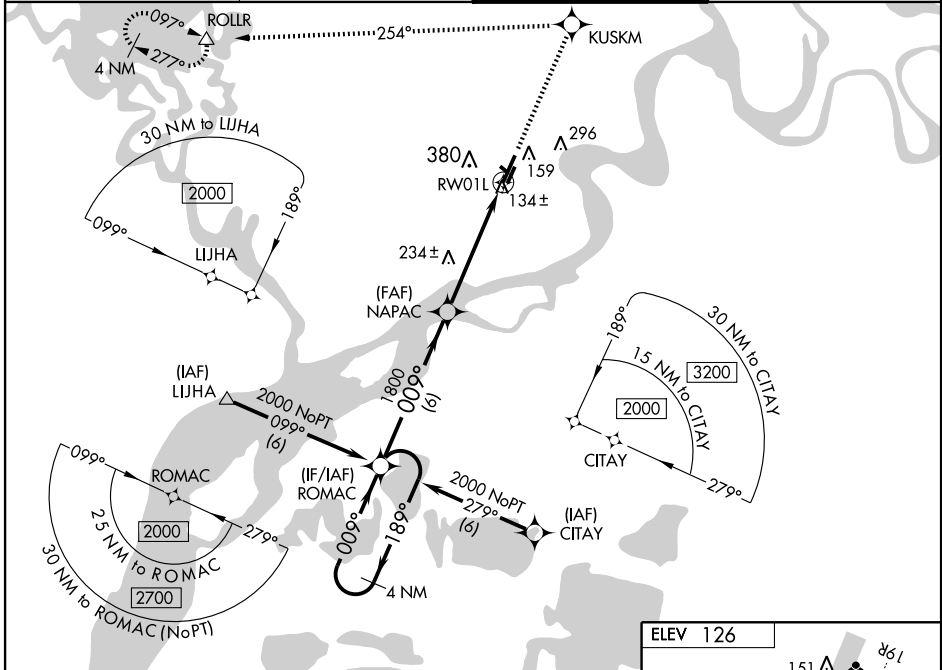 097°
ROLLR
277°
4 NM
254°
KUSKM
30 NM to LIJHA
2000
189°
099°
LIJHA
380
296
159
RW01L
134±
234±
(FAF)
NAPAC
1800
009°
(6)
(IAF)
LIJHA
2000 NoPT
099°
(6)
(IF/IAF)
ROMAC
009°
189°
4 NM
2000 NoPT
279°
(6)
(IAF)
CITAY
189°
30 NM to CITAY
3200
15 NM to CITAY
2000
CITAY
279°
099°
ROMAC
279°
2000
25 NM to ROMAC
2700
30 NM to ROMAC (NoPT)
ELEV 126
151
19R